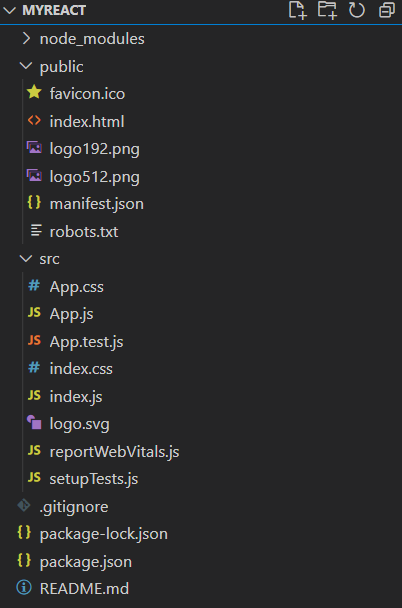 MYREACT
node_modules
public
favicon.ico
index.html
logo192.png
logo512.png
manifest.json
robots.txt
src
App.css
App.js
App.test.js
index.css
index.js
logo.svg
reportWebVitals.js
setupTests.js
.gitignore
package-lock.json
package.json
README.md